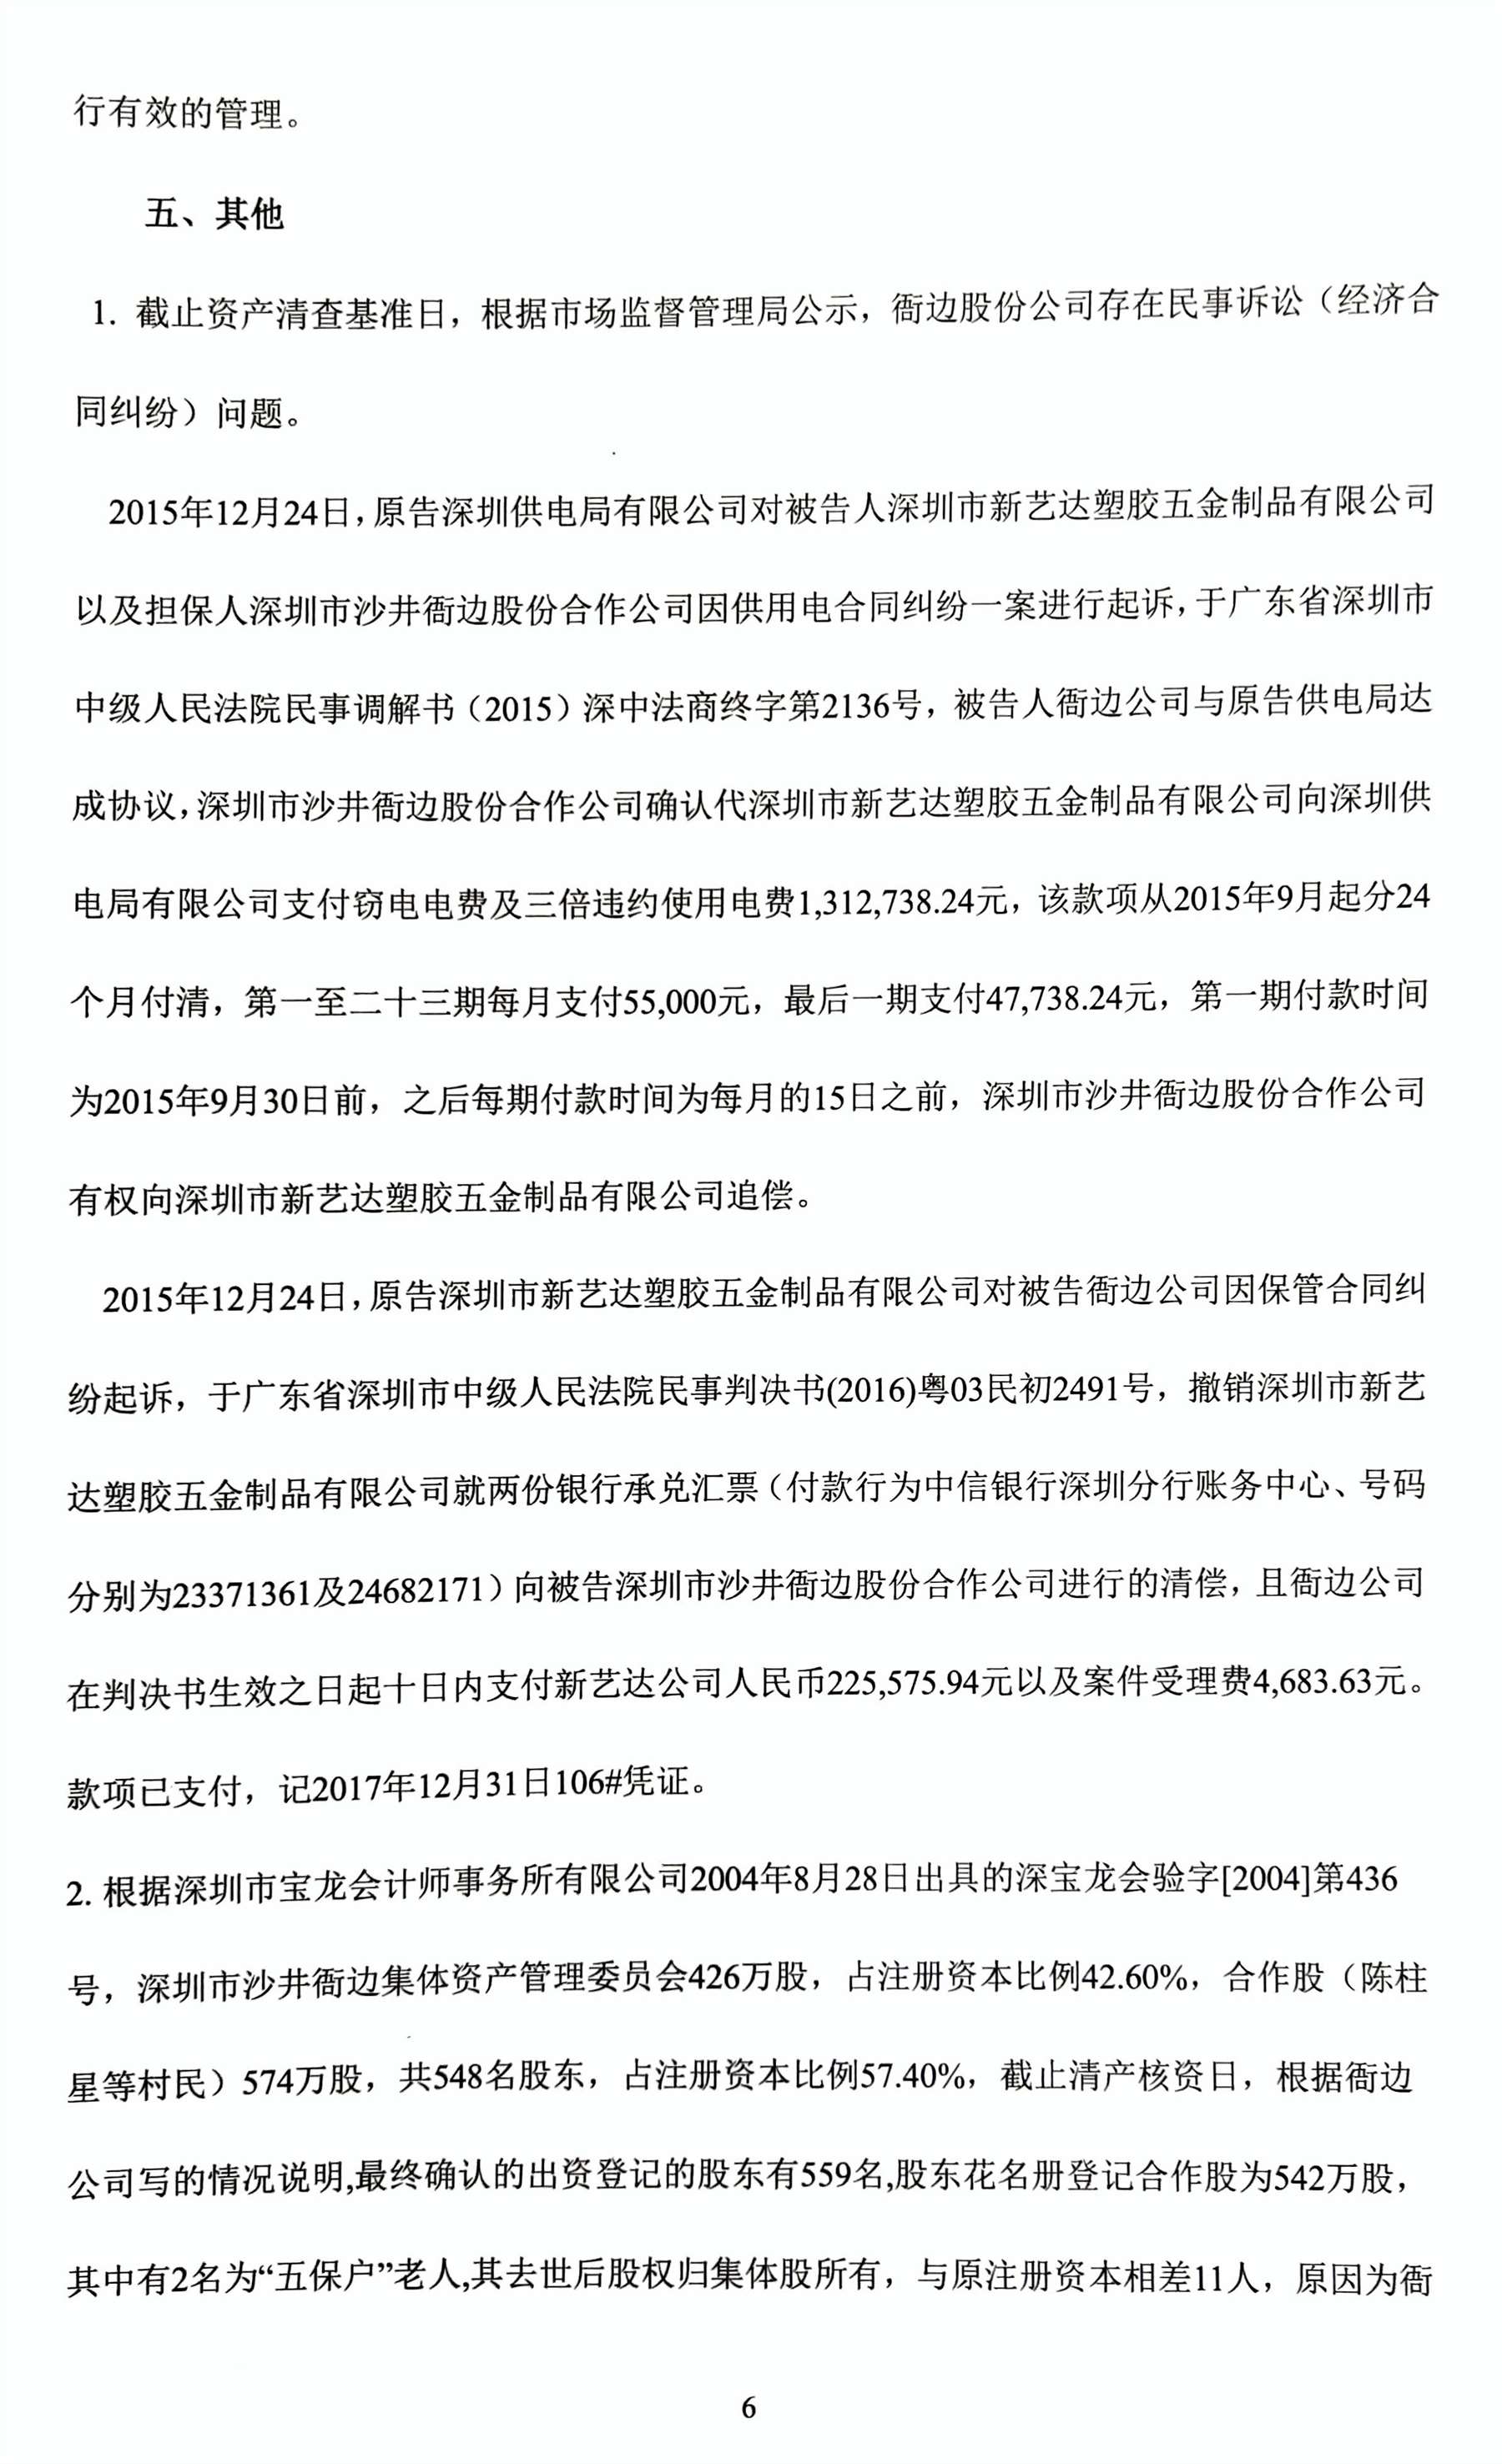 行有效的管理。
五、其他
1. 截止资产清查基准日，根据市场监督管理局公示，衙边股份公司存在民事诉讼（经济合
同纠纷）问题。
2015年12月24日，原告深圳供电局有限公司对被告人深圳市新艺达塑胶五金制品有限公司
以及担保人深圳市沙井衙边股份合作公司因供用电合同纠纷一案进行起诉，于广东省深圳市
中级人民法院民事调解书（2015）深中法商终字第2136号，被告人衙边公司与原告供电局达
成协议，深圳市沙井衙边股份合作公司确认代深圳市新艺达塑胶五金制品有限公司向深圳供
电局有限公司支付窃电电费及三倍违约使用电费1,312,738.24元，该款项从2015年9月起分24
个月付清，第一至二十三期每月支付55,000元，最后一期支付47,738.24元，第一期付款时间
为2015年9月30日前，之后每期付款时间为每月的15日之前，深圳市沙井衙边股份合作公司
有权向深圳市新艺达塑胶五金制品有限公司追偿。
2015年12月24日，原告深圳市新艺达塑胶五金制品有限公司对被告衙边公司因保管合同纠
纷起诉，于广东省深圳市中级人民法院民事判决书(2016)粤03民初2491号，撤销深圳市新艺
达塑胶五金制品有限公司就两份银行承兑汇票（付款行为中信银行深圳分行账务中心、号码
分别为23371361及24682171）向被告深圳市沙井衙边股份合作公司进行的清偿，且衙边公司
在判决书生效之日起十日内支付新艺达公司人民币225,575.94元以及案件受理费4,683.63元。
款项已支付，记2017年12月31日106#凭证。
2. 根据深圳市宝龙会计师事务所有限公司2004年8月28日出具的深宝龙会验字[2004]第436
号，深圳市沙井衙边集体资产管理委员会426万股，占注册资本比例42.60%，合作股（陈柱
星等村民）574万股，共548名股东，占注册资本比例57.40%，截止清产核资日，根据衙边
公司写的情况说明,最终确认的出资登记的股东有559名,股东花名册登记合作股为542万股，
其中有2名为“五保户”老人,其去世后股权归集体股所有，与原注册资本相差11人，原因为衙
6